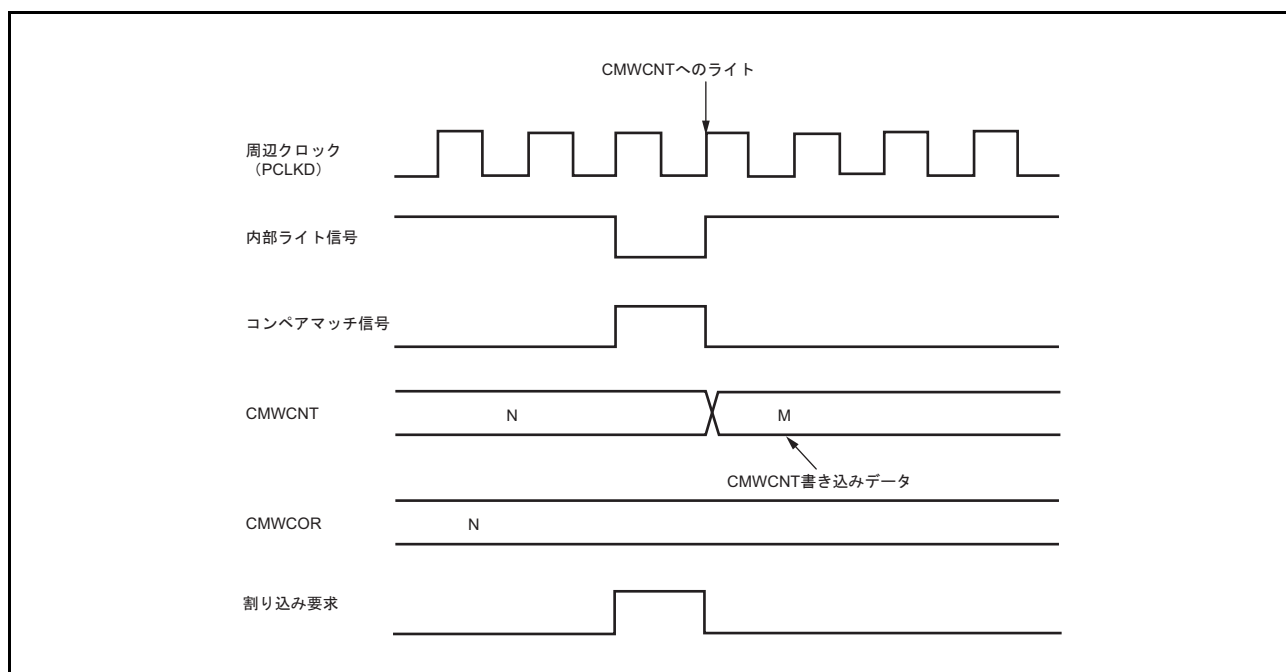 CMWCNTへのライト
周辺クロック
（PCLKD）
内部ライト信号
コンペアマッチ信号
CMWCNT
N
M
CMWCNT書き込みデータ
CMWCOR
N
割り込み要求